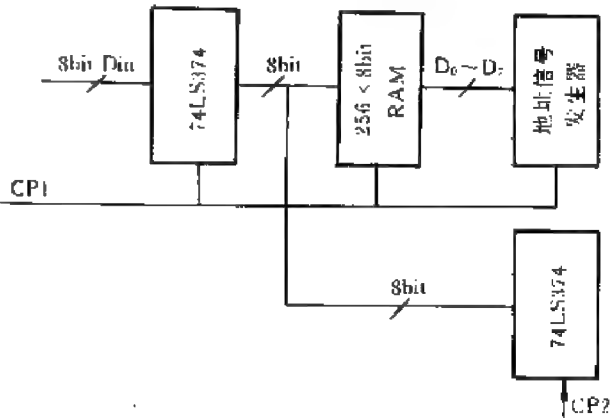 8bit Din
74LS374
8bit
256 × 8bit
RAM
D₀~D₇
地址信号
发生器
CP1
8bit
74LS374
CP2